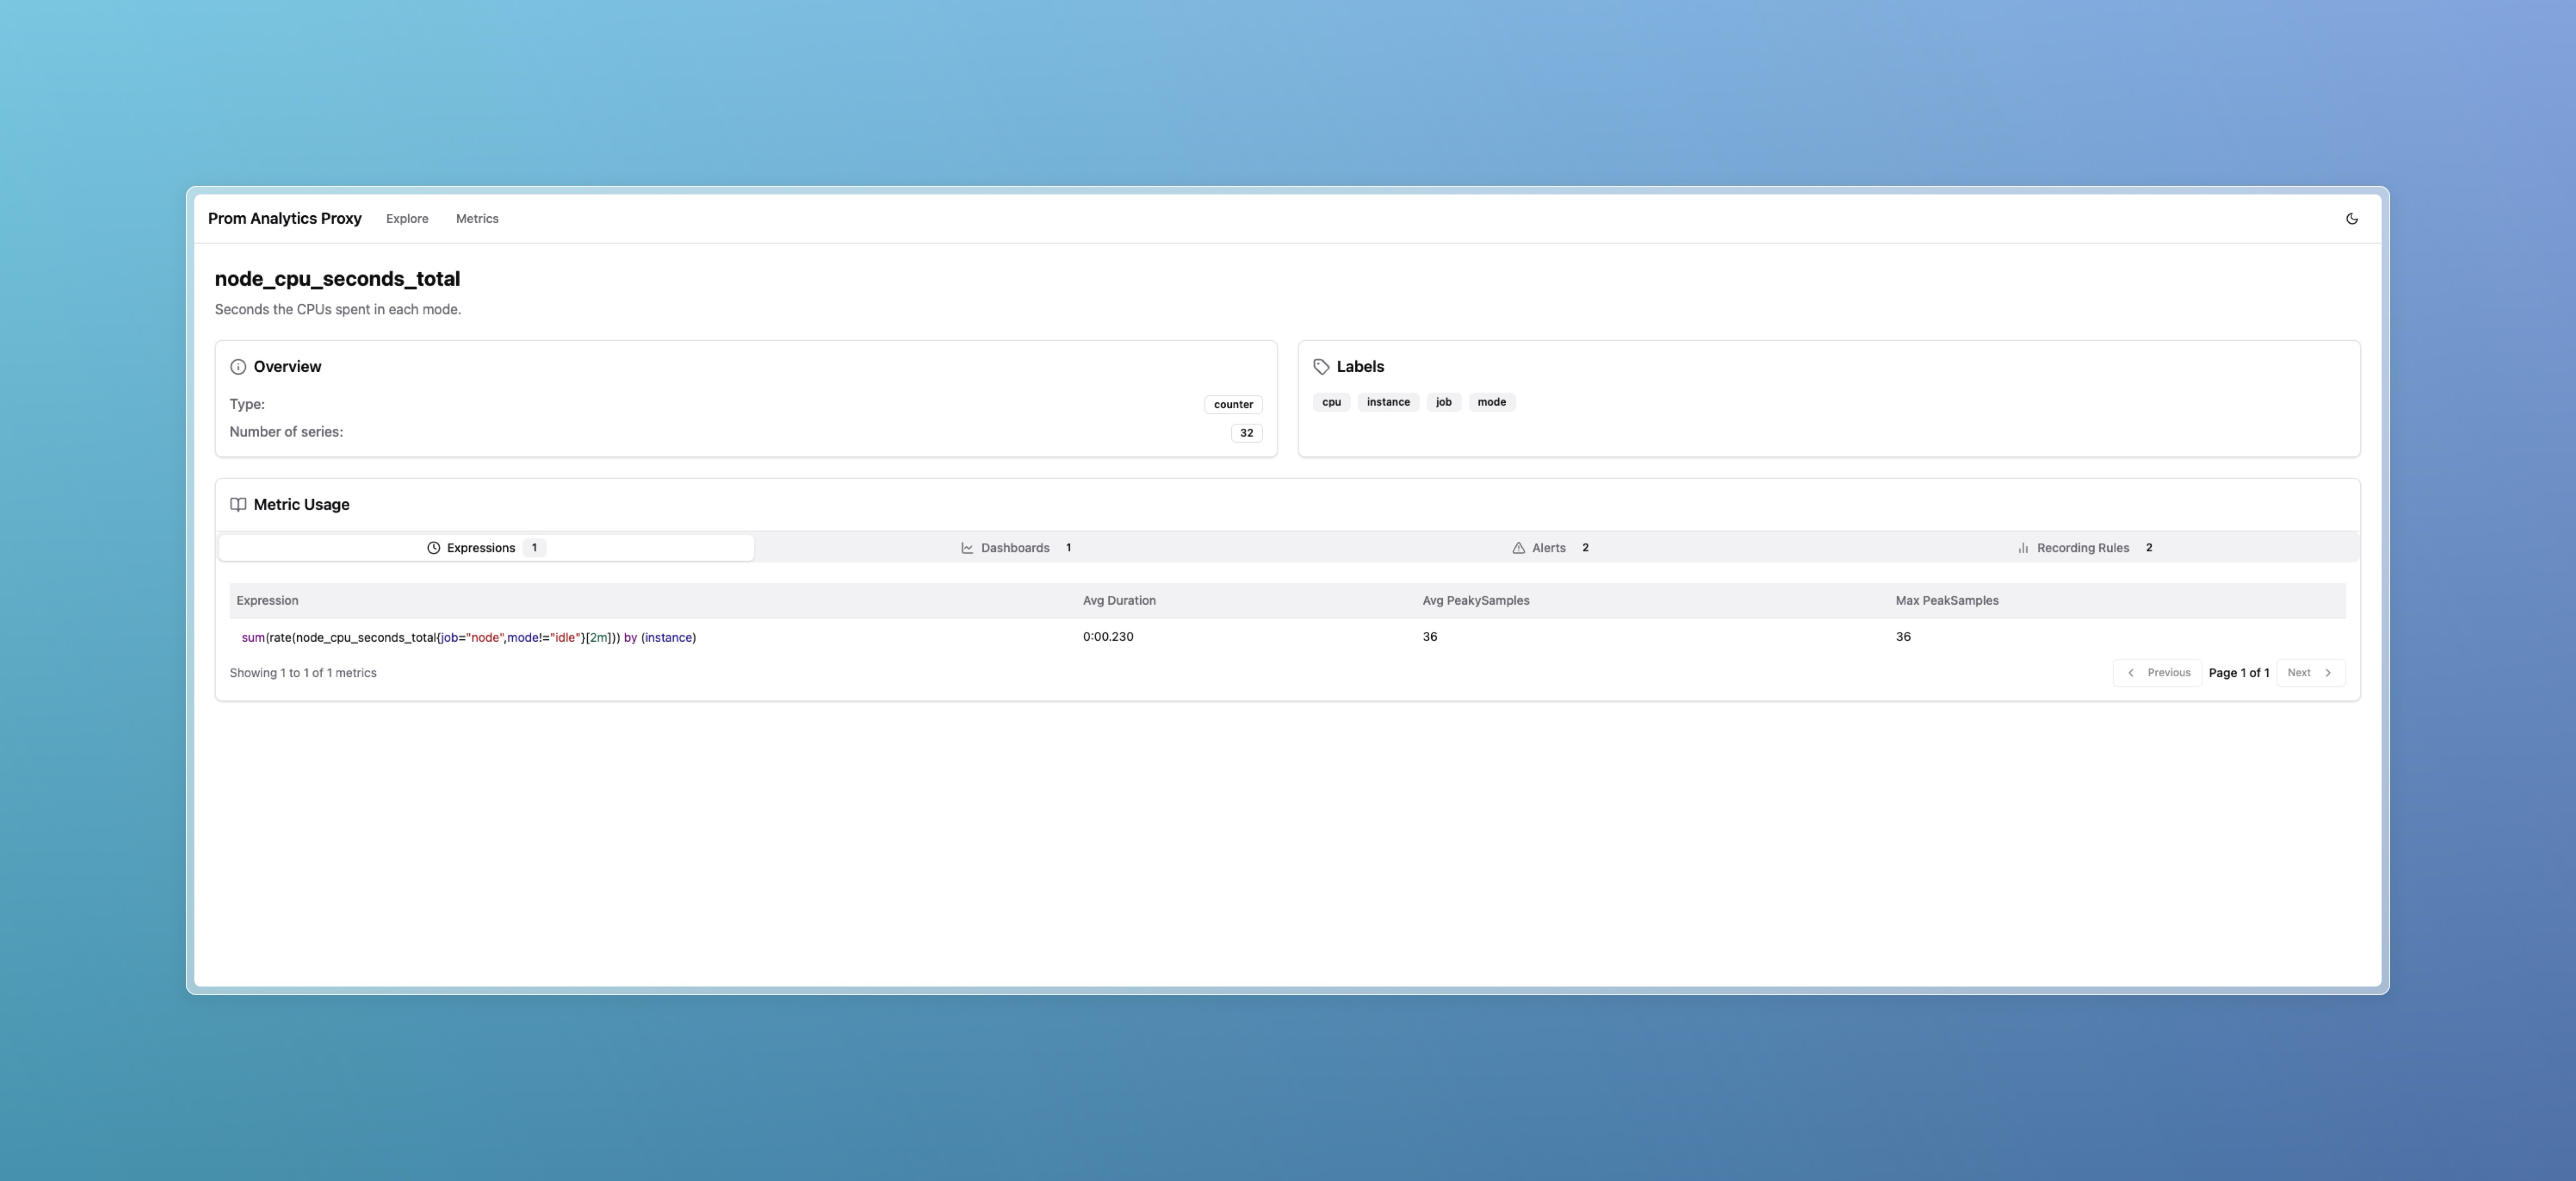 Prom Analytics Proxy Explore Metrics
node_cpu_seconds_total
Seconds the CPUs spent in each mode.
Overview
Type: counter
Number of series: 32
Labels
cpu instance job mode
Metric Usage
Expressions 1 Dashboards 1 Alerts 2 Recording Rules 2
Expression Avg Duration Avg PeakySamples Max PeakSamples
sum(rate(node_cpu_seconds_total{job="node",mode!="idle"}[2m])) by (instance) 0:00.230 36 36
Showing 1 to 1 of 1 metrics Previous Page 1 of 1 Next